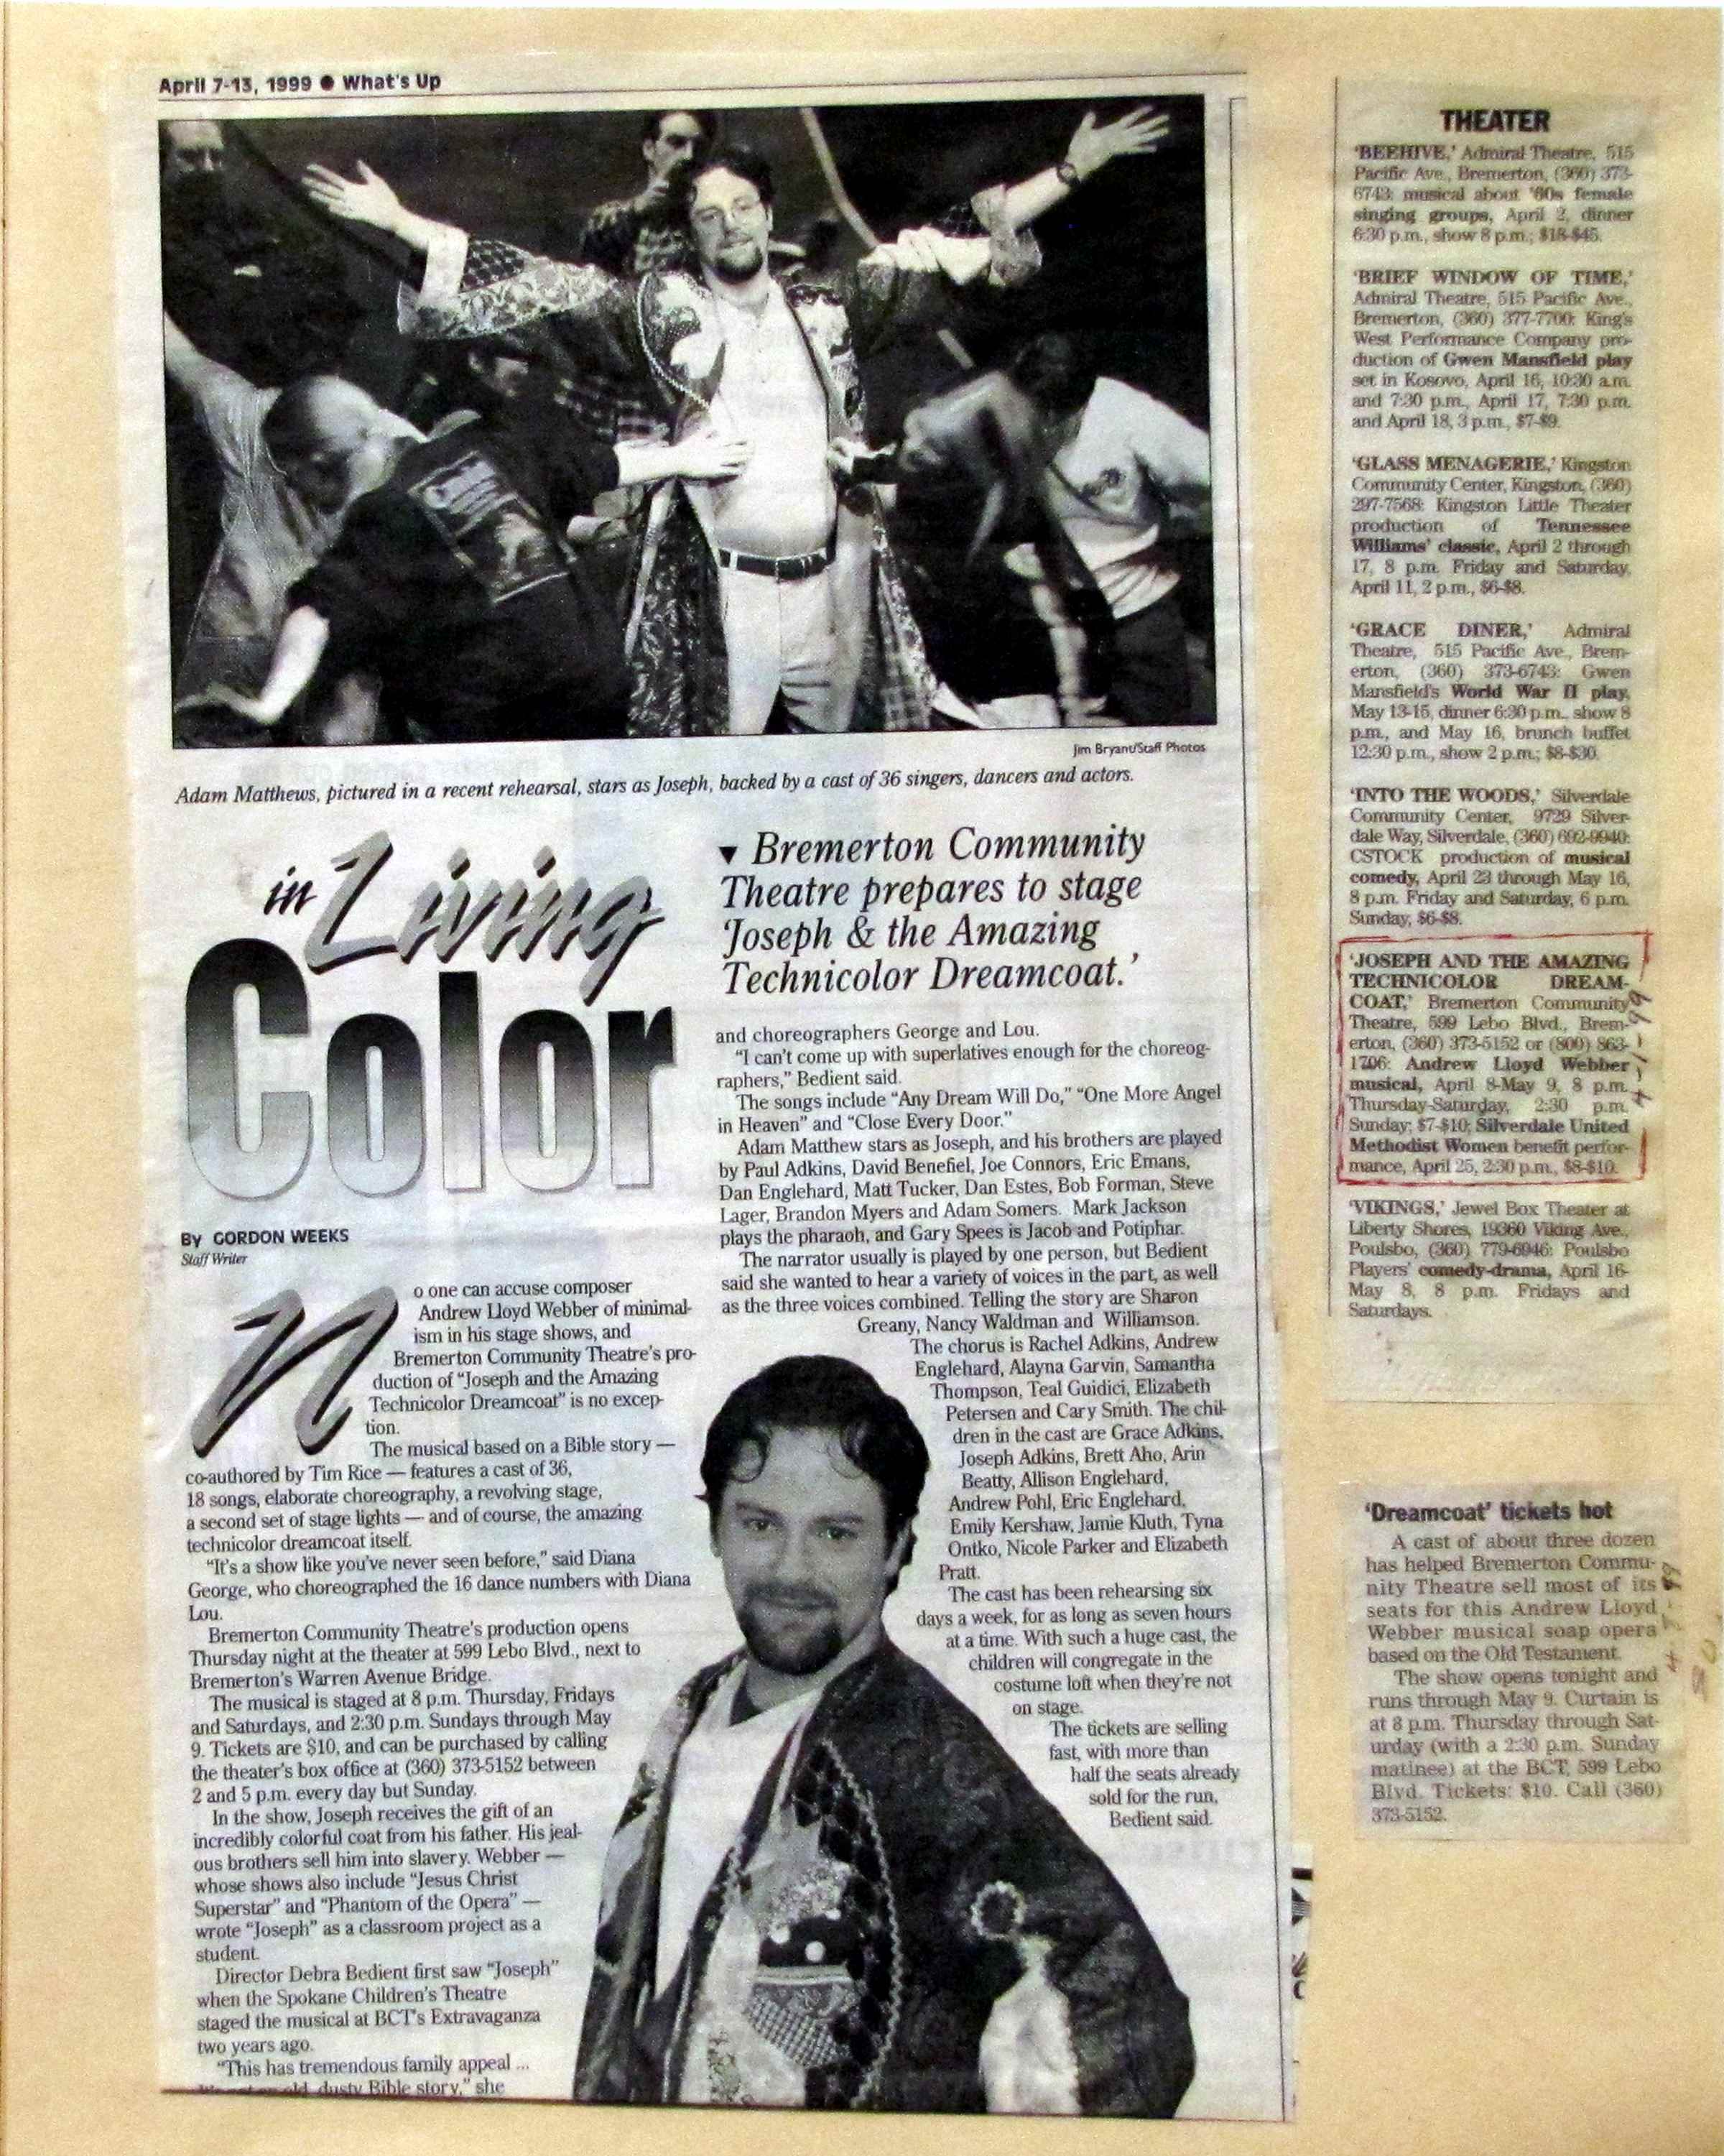 April 7-13, 1999 ● What's Up
Jim Bryant/Staff Photos
Adam Matthews, pictured in a recent rehearsal, stars as Joseph, backed by a cast of 36 singers, dancers and actors.
in Living
Color
▼ Bremerton Community
Theatre prepares to stage
'Joseph & the Amazing
Technicolor Dreamcoat.'
By GORDON WEEKS
Staff Writer
No one can accuse composer
Andrew Lloyd Webber of minimal-
ism in his stage shows, and
Bremerton Community Theatre's pro-
duction of "Joseph and the Amazing
Technicolor Dreamcoat" is no excep-
tion.
The musical based on a Bible story —
co-authored by Tim Rice — features a cast of 36,
18 songs, elaborate choreography, a revolving stage,
a second set of stage lights — and of course, the amazing
technicolor dreamcoat itself.
"It's a show like you've never seen before," said Diana
George, who choreographed the 16 dance numbers with Diana
Lou.
Bremerton Community Theatre's production opens
Thursday night at the theater at 599 Lebo Blvd., next to
Bremerton's Warren Avenue Bridge.
The musical is staged at 8 p.m. Thursday, Fridays
and Saturdays, and 2:30 p.m. Sundays through May
9. Tickets are $10, and can be purchased by calling
the theater's box office at (360) 373-5152 between
2 and 5 p.m. every day but Sunday.
In the show, Joseph receives the gift of an
incredibly colorful coat from his father. His jeal-
ous brothers sell him into slavery. Webber —
whose shows also include "Jesus Christ
Superstar" and "Phantom of the Opera" —
wrote "Joseph" as a classroom project as a
student.
Director Debra Bedient first saw "Joseph"
when the Spokane Children's Theatre
staged the musical at BCT's Extravaganza
two years ago.
"This has tremendous family appeal ...
old, dusty Bible story," she
and choreographers George and Lou.
"I can't come up with superlatives enough for the choreog-
raphers," Bedient said.
The songs include "Any Dream Will Do," "One More Angel
in Heaven" and "Close Every Door."
Adam Matthew stars as Joseph, and his brothers are played
by Paul Adkins, David Benefiel, Joe Connors, Eric Emans,
Dan Englehard, Matt Tucker, Dan Estes, Bob Forman, Steve
Lager, Brandon Myers and Adam Somers. Mark Jackson
plays the pharaoh, and Gary Spees is Jacob and Potiphar.
The narrator usually is played by one person, but Bedient
said she wanted to hear a variety of voices in the part, as well
as the three voices combined. Telling the story are Sharon
Greany, Nancy Waldman and Williamson.
The chorus is Rachel Adkins, Andrew
Englehard, Alayna Garvin, Samantha
Thompson, Teal Guidici, Elizabeth
Petersen and Cary Smith. The chil-
dren in the cast are Grace Adkins,
Joseph Adkins, Brett Aho, Arin
Beatty, Allison Englehard,
Andrew Pohl, Eric Englehard,
Emily Kershaw, Jamie Kluth, Tyna
Ontko, Nicole Parker and Elizabeth
Pratt.
The cast has been rehearsing six
days a week, for as long as seven hours
at a time. With such a huge cast, the
children will congregate in the
costume loft when they're not
on stage.
The tickets are selling
fast, with more than
half the seats already
sold for the run,
Bedient said.
THEATER
'BEEHIVE,' Admiral Theatre, 515
Pacific Ave., Bremerton, (360) 373-
6743: musical about '60s female
singing groups, April 2, dinner
6:30 p.m., show 8 p.m.; $18-$45.
'BRIEF WINDOW OF TIME,'
Admiral Theatre, 515 Pacific Ave.,
Bremerton, (360) 377-7700: King's
West Performance Company pro-
duction of Gwen Mansfield play
set in Kosovo, April 16, 10:30 a.m.
and 7:30 p.m., April 17, 7:30 p.m.
and April 18, 3 p.m., $7-$9.
'GLASS MENAGERIE,' Kingston
Community Center, Kingston, (360)
297-7568: Kingston Little Theater
production of Tennessee
Williams' classic, April 2 through
17, 8 p.m. Friday and Saturday,
April 11, 2 p.m., $6-$8.
'GRACE DINER,' Admiral
Theatre, 515 Pacific Ave., Brem-
erton, (360) 373-6743: Gwen
Mansfield's World War II play,
May 13-15, dinner 6:30 p.m., show 8
p.m., and May 16, brunch buffet
12:30 p.m., show 2 p.m.; $8-$30.
'INTO THE WOODS,' Silverdale
Community Center, 9729 Silver-
dale Way, Silverdale, (360) 692-9940:
CSTOCK production of musical
comedy, April 23 through May 16,
8 p.m. Friday and Saturday, 6 p.m.
Sunday, $6-$8.
'JOSEPH AND THE AMAZING
TECHNICOLOR DREAM-
COAT,' Bremerton Community
Theatre, 599 Lebo Blvd., Brem-
erton, (360) 373-5152 or (800) 863-
1706: Andrew Lloyd Webber
musical, April 8-May 9, 8 p.m.
Thursday-Saturday, 2:30 p.m.
Sunday; $7-$10; Silverdale United
Methodist Women benefit perfor-
mance, April 25, 2:30 p.m., $8-$10.
'VIKINGS,' Jewel Box Theater at
Liberty Shores, 19360 Viking Ave.,
Poulsbo, (360) 779-6946: Poulsbo
Players' comedy-drama, April 16-
May 8, 8 p.m. Fridays and
Saturdays.
'Dreamcoat' tickets hot
A cast of about three dozen
has helped Bremerton Commu-
nity Theatre sell most of its
seats for this Andrew Lloyd
Webber musical soap opera
based on the Old Testament.
The show opens tonight and
runs through May 9. Curtain is
at 8 p.m. Thursday through Sat-
urday (with a 2:30 p.m. Sunday
matinee) at the BCT, 599 Lebo
Blvd. Tickets: $10. Call (360)
373-5152.